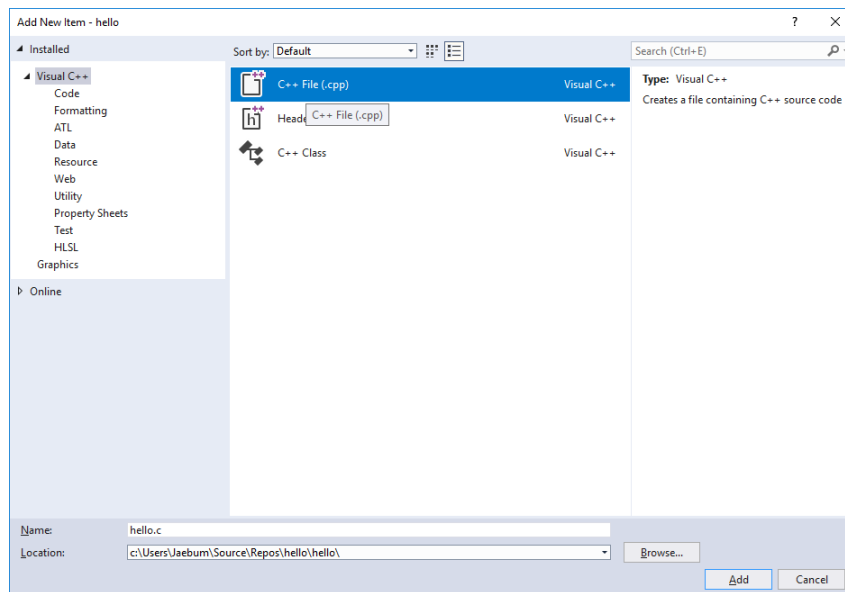 Add New Item - hello
Installed
Sort by: Default
Search (Ctrl+E)
Visual C++
Code
Formatting
ATL
Data
Resource
Web
Utility
Property Sheets
Test
HLSL
Graphics
Online
C++ File (.cpp) Visual C++
Heade Visual C++
C++ File (.cpp)
C++ Class Visual C++
Type: Visual C++
Creates a file containing C++ source code
Name: hello.c
Location: c:\Users\Jaebum\Source\Repos\hello\hello\
Browse...
Add Cancel